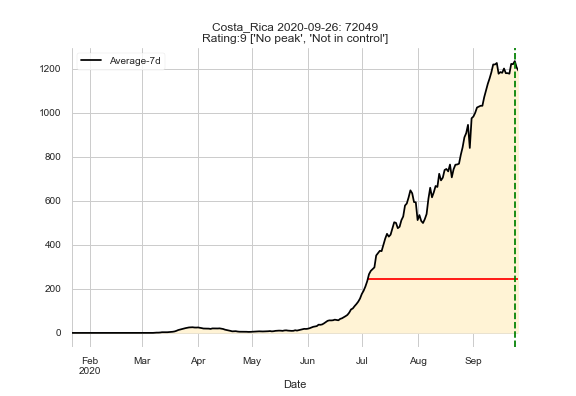 Costa_Rica 2020-09-26: 72049
Rating:9 ['No peak', 'Not in control']
Average-7d
1200
1000
800
600
400
200
0
Feb Mar Apr May Jun Jul Aug Sep
2020
Date